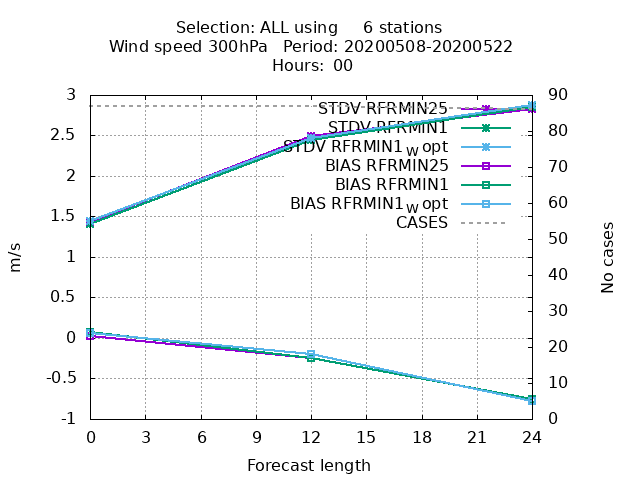 Selection: ALL using 6 stations
Wind speed 300hPa Period: 20200508-20200522
Hours: 00
3
2.5
2
1.5
1
0.5
0
-0.5
-1
m/s
90
80
70
60
50
40
30
20
10
0
No cases
STDV RFRMIN25
STDV RFRMIN1
STDV RFRMIN1w opt
BIAS RFRMIN25
BIAS RFRMIN1
BIAS RFRMIN1w opt
CASES
0 3 6 9 12 15 18 21 24
Forecast length